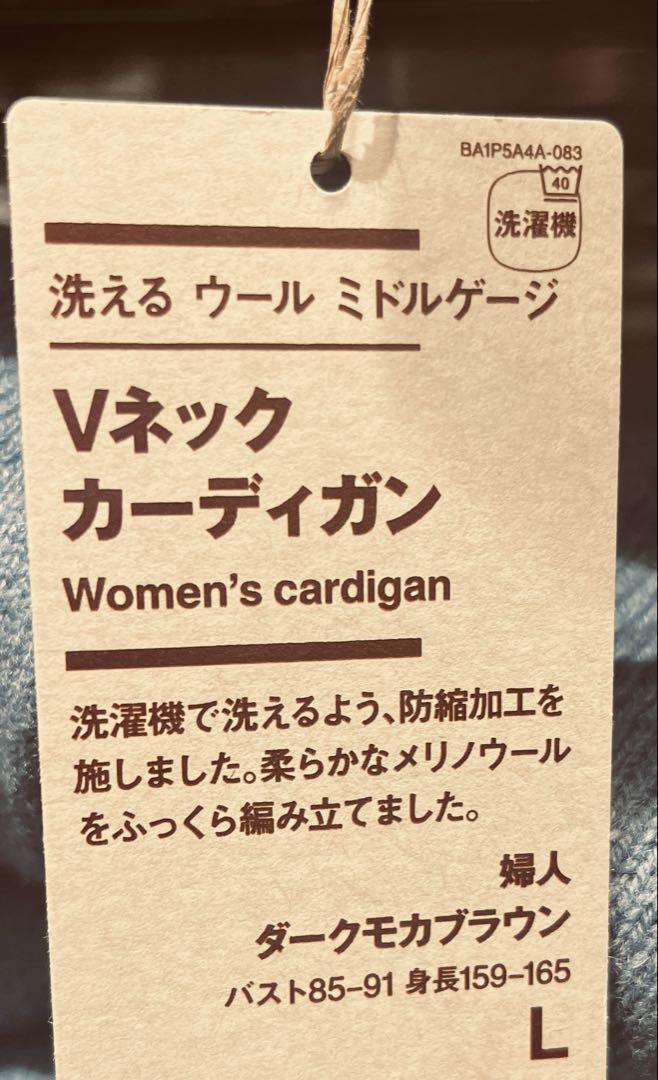 BA1P5A4A-083
40
洗濯機
洗える ウール ミドルゲージ
Vネック
カーディガン
Women's cardigan
洗濯機で洗えるよう、防縮加工を
施しました。柔らかなメリノウール
をふっくら編み立てました。
婦人
ダークモカブラウン
バスト85−91 身長159−165
L